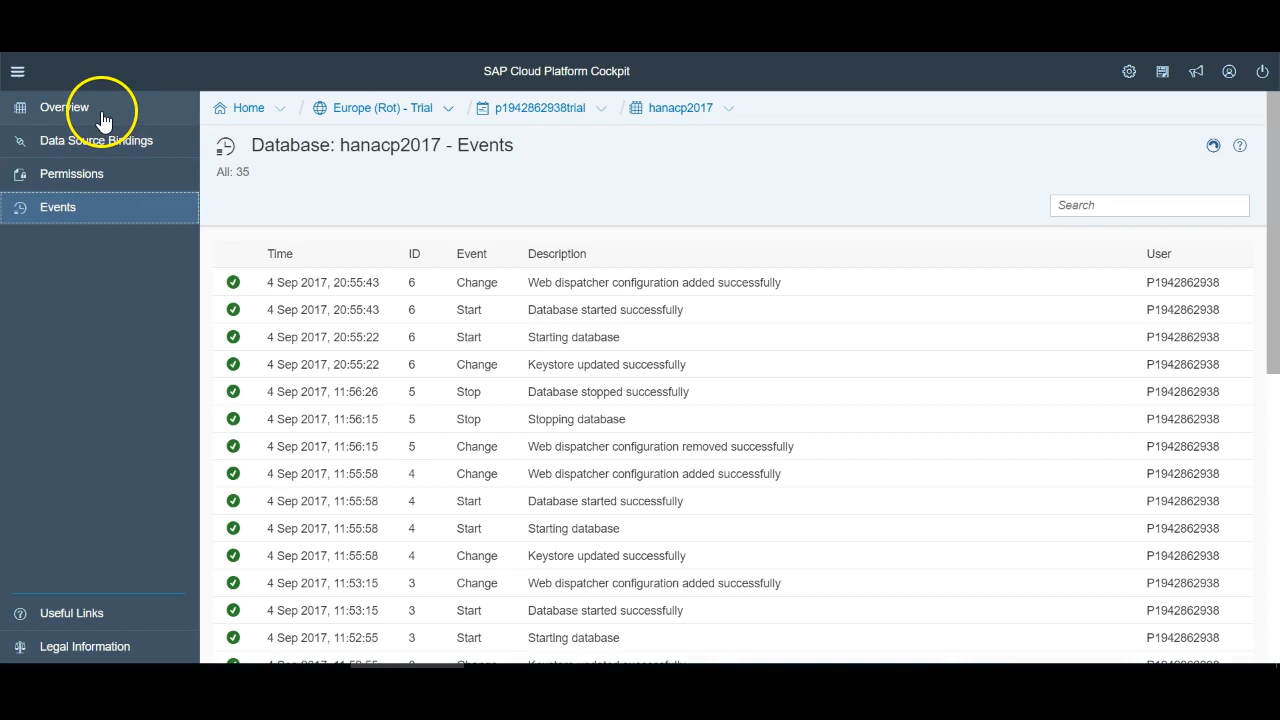 SAP Cloud Platform Cockpit
Overview
Data Source Bindings
Permissions
Events
Useful Links
Legal Information
Home / Europe (Rot) - Trial / p1942862938trial / hanacp2017
Database: hanacp2017 - Events
All: 35
Search
Time ID Event Description User
4 Sep 2017, 20:55:43 6 Change Web dispatcher configuration added successfully P1942862938
4 Sep 2017, 20:55:43 6 Start Database started successfully P1942862938
4 Sep 2017, 20:55:22 6 Start Starting database P1942862938
4 Sep 2017, 20:55:22 6 Change Keystore updated successfully P1942862938
4 Sep 2017, 11:56:26 5 Stop Database stopped successfully P1942862938
4 Sep 2017, 11:56:15 5 Stop Stopping database P1942862938
4 Sep 2017, 11:56:15 5 Change Web dispatcher configuration removed successfully P1942862938
4 Sep 2017, 11:55:58 4 Change Web dispatcher configuration added successfully P1942862938
4 Sep 2017, 11:55:58 4 Start Database started successfully P1942862938
4 Sep 2017, 11:55:58 4 Start Starting database P1942862938
4 Sep 2017, 11:55:58 4 Change Keystore updated successfully P1942862938
4 Sep 2017, 11:53:15 3 Change Web dispatcher configuration added successfully P1942862938
4 Sep 2017, 11:53:15 3 Start Database started successfully P1942862938
4 Sep 2017, 11:52:55 3 Start Starting database P1942862938